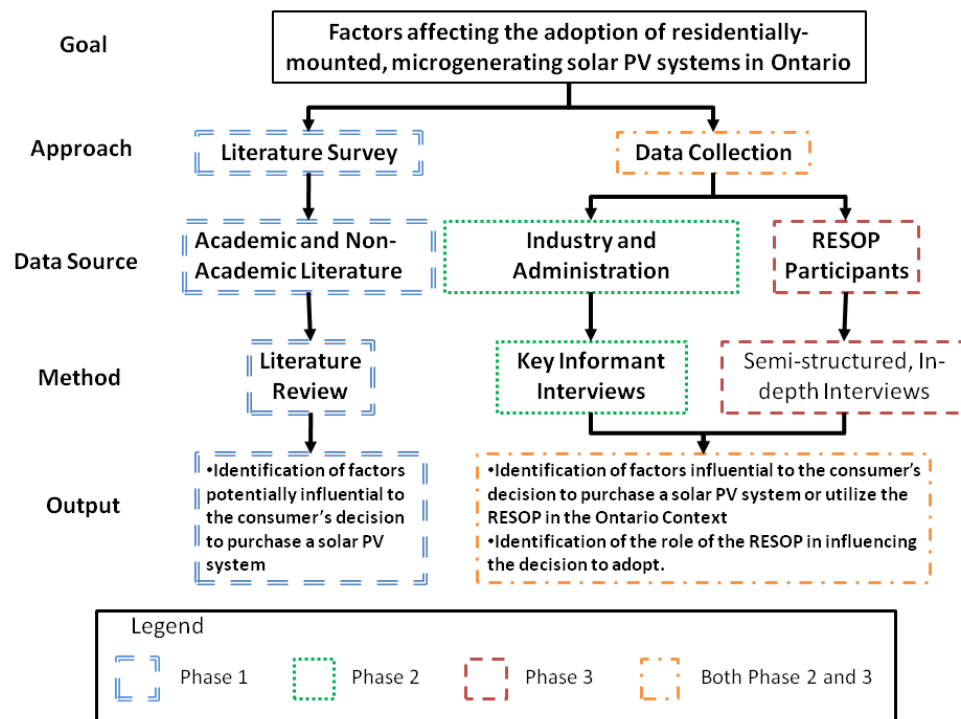 Goal
Factors affecting the adoption of residentially-
mounted, microgenerating solar PV systems in Ontario
Approach
Literature Survey
Data Collection
Data Source
Academic and Non-
Academic Literature
Industry and
Administration
RESOP
Participants
Method
Literature
Review
Key Informant
Interviews
Semi-structured, In-
depth Interviews
Output
•Identification of factors
potentially influential to
the consumer's decision
to purchase a solar PV
system
•Identification of factors influential to the consumer's
decision to purchase a solar PV system or utilize the
RESOP in the Ontario Context
•Identification of the role of the RESOP in influencing
the decision to adopt.
Legend
Phase 1
Phase 2
Phase 3
Both Phase 2 and 3